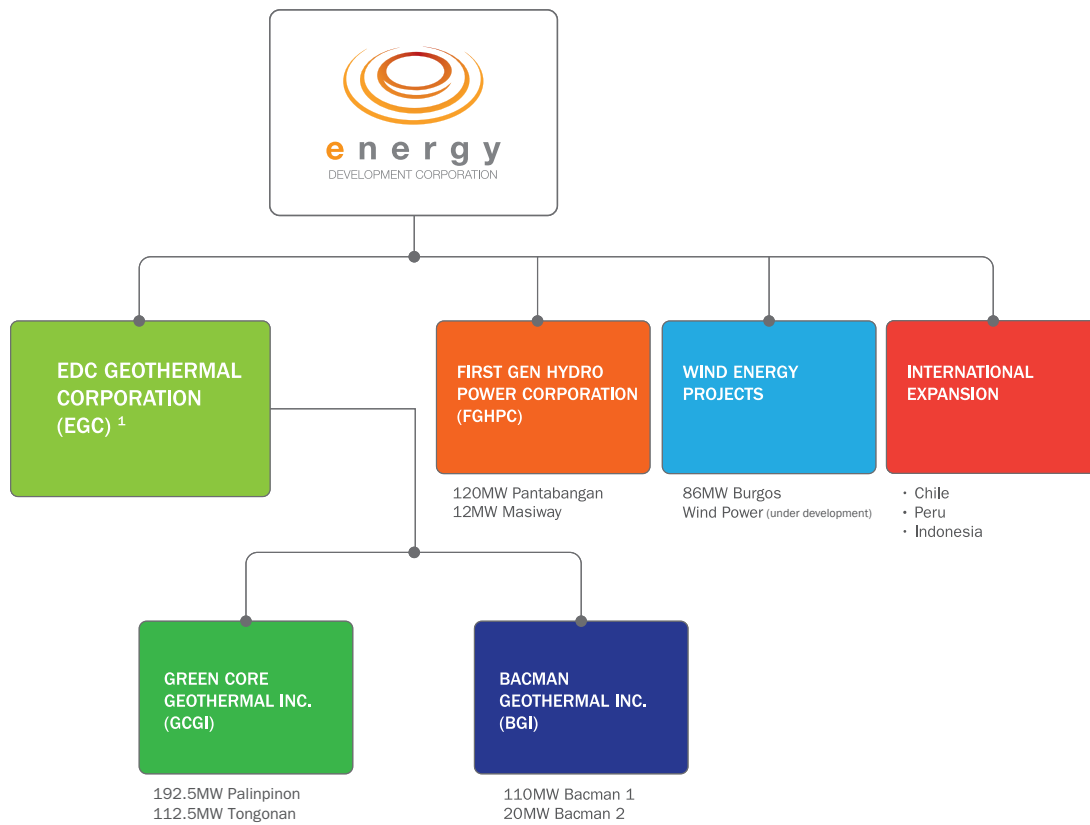 energy
DEVELOPMENT CORPORATION
EDC GEOTHERMAL
CORPORATION
(EGC) ¹
FIRST GEN HYDRO
POWER CORPORATION
(FGHPC)
120MW Pantabangan
12MW Masiway
WIND ENERGY
PROJECTS
86MW Burgos
Wind Power (under development)
INTERNATIONAL
EXPANSION
· Chile
· Peru
· Indonesia
GREEN CORE
GEOTHERMAL INC.
(GCGI)
192.5MW Palinpinon
112.5MW Tongonan
BACMAN
GEOTHERMAL INC.
(BGI)
110MW Bacman 1
20MW Bacman 2